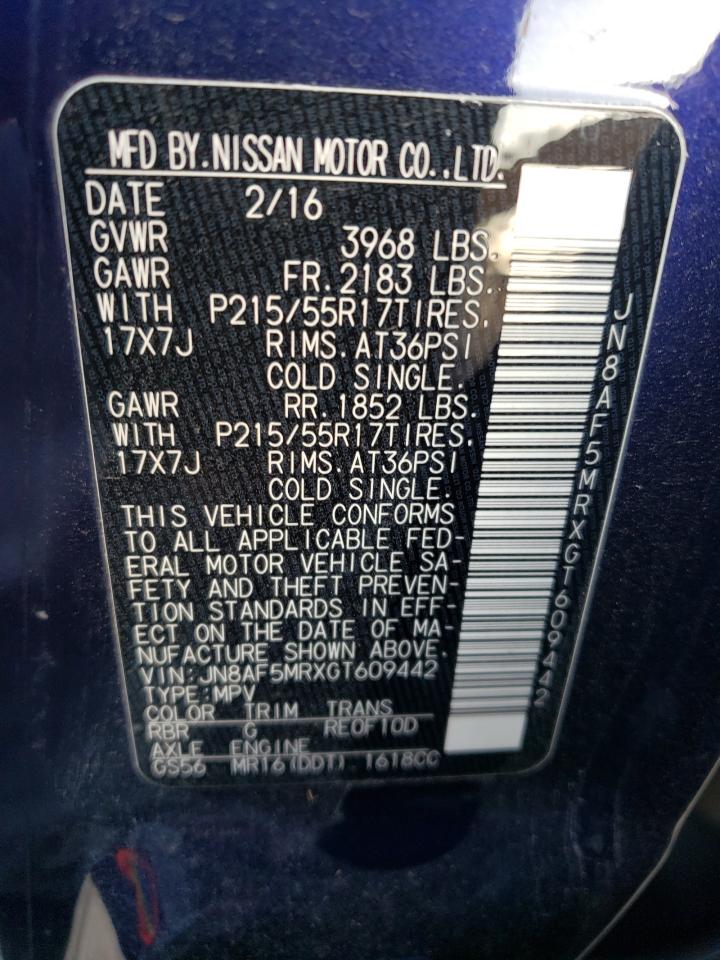 MFD BY.NISSAN MOTOR CO.,LTD.
DATE 2/16
GVWR 3968 LBS.
GAWR FR.2183 LBS.
WITH P215/55R17TIRES.
17X7J RIMS.AT36PSI
COLD SINGLE.
GAWR RR.1852 LBS.
WITH P215/55R17TIRES.
17X7J RIMS.AT36PSI
COLD SINGLE.
THIS VEHICLE CONFORMS
TO ALL APPLICABLE FED-
ERAL MOTOR VEHICLE SA-
FETY AND THEFT PREVEN-
TION STANDARDS IN EFF-
ECT ON THE DATE OF MA-
NUFACTURE SHOWN ABOVE.
VIN:JN8AF5MRXGT609442
TYPE:MPV
COLOR TRIM TRANS
RBR G RE0F10D
AXLE ENGINE
GS56 MR16(DDT) 1618CC
JN8AF5MRXGT609442